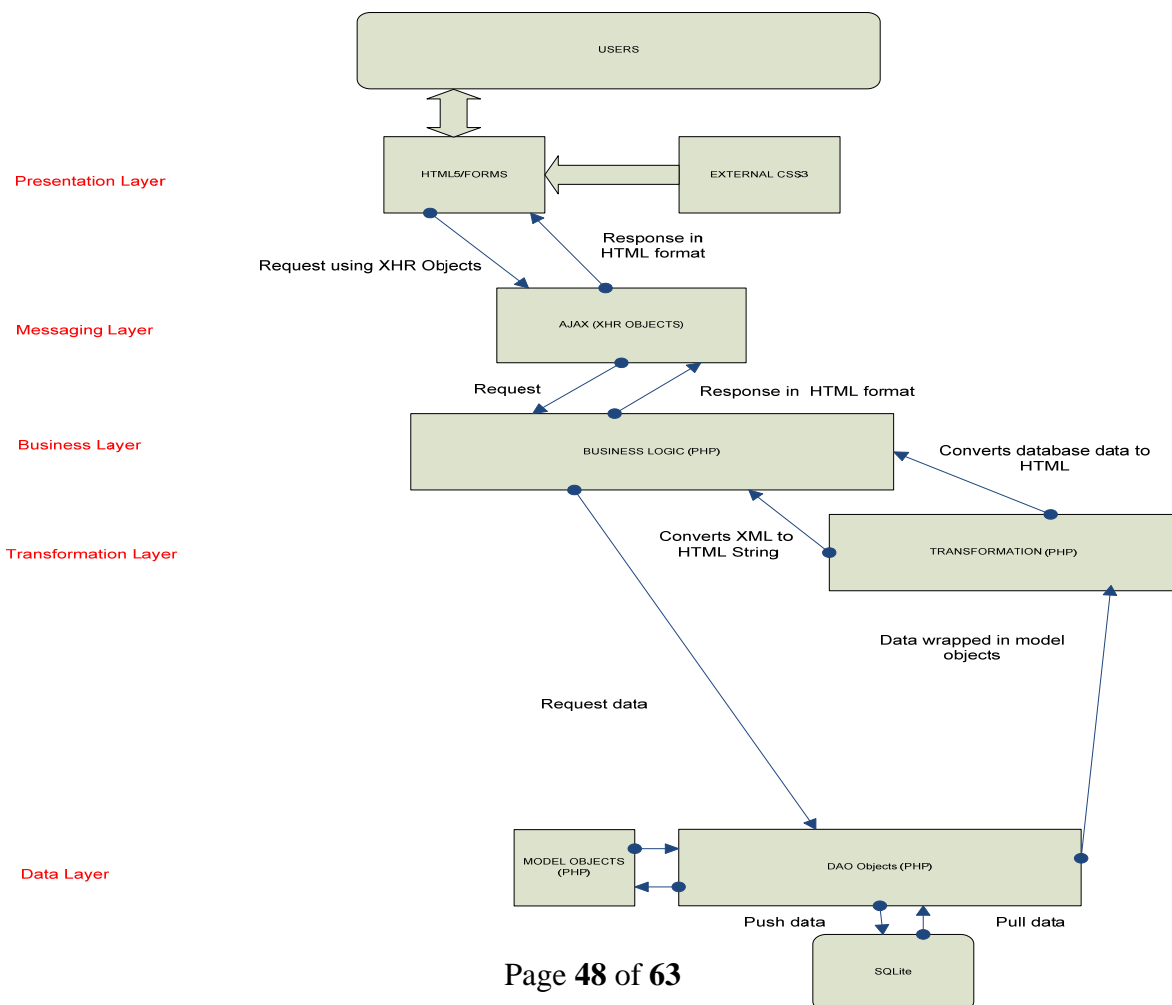 USERS
Presentation Layer
HTML5/FORMS
EXTERNAL CSS3
Request using XHR Objects
Response in
HTML format
Messaging Layer
AJAX (XHR OBJECTS)
Request
Response in  HTML format
Business Layer
BUSINESS LOGIC (PHP)
Converts database data to
HTML
Transformation Layer
Converts XML to
HTML String
TRANSFORMATION (PHP)
Data wrapped in model
objects
Request data
Data Layer
MODEL OBJECTS
(PHP)
DAO Objects (PHP)
Push data
Pull data
SQLite
Page 48 of 63